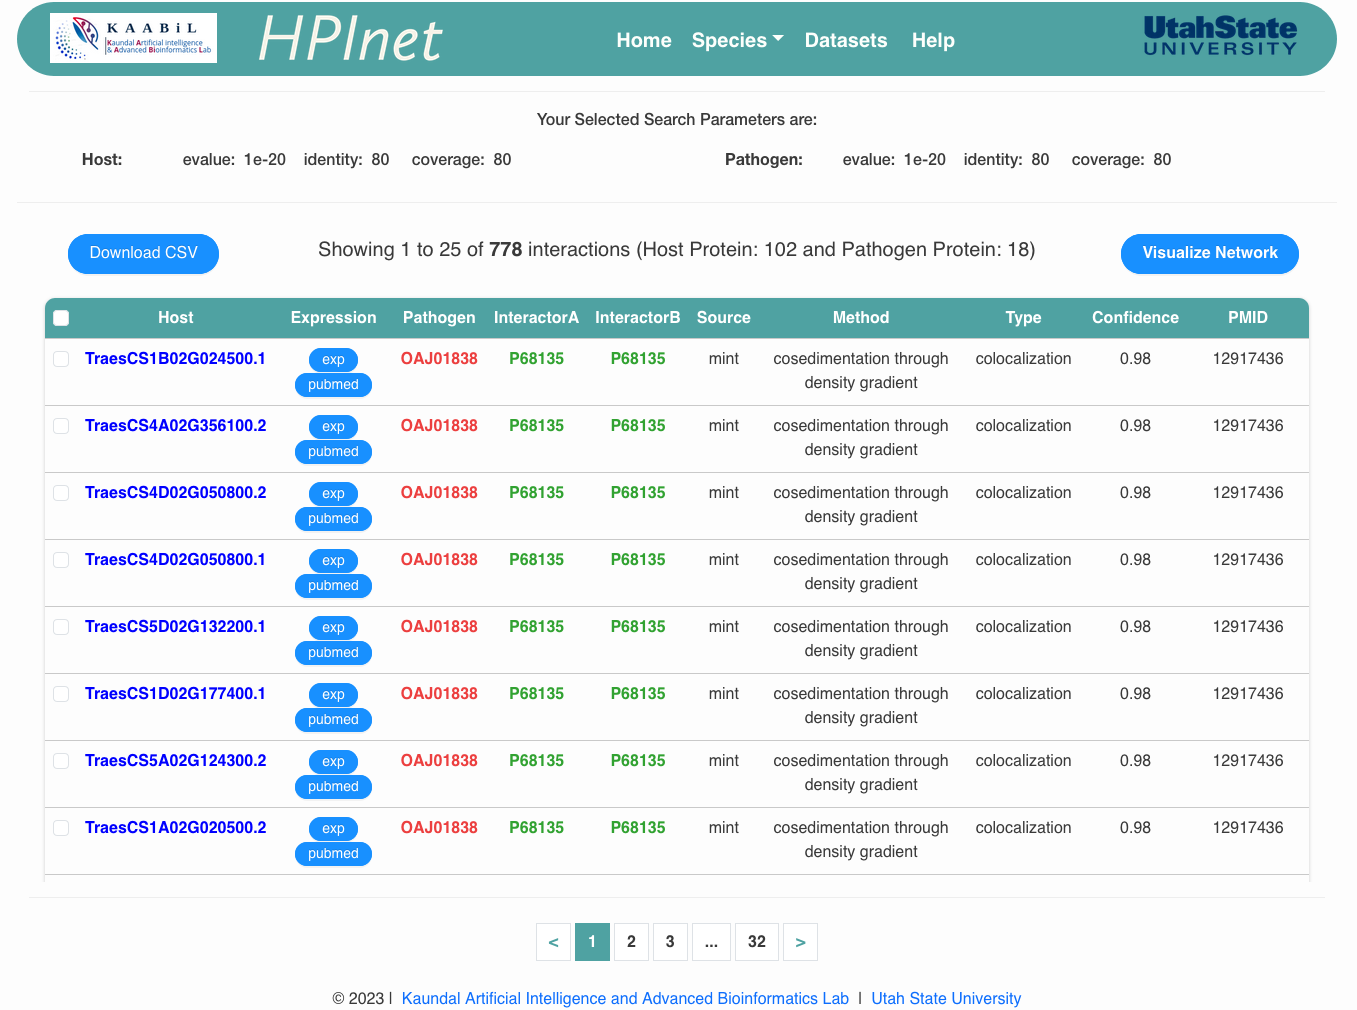 KAABiL
Kaundal Artificial Intelligence
& Advanced Bioinformatics Lab
HPInet
Home Species Datasets Help
UtahState
UNIVERSITY
Your Selected Search Parameters are:
Host: evalue: 1e-20 identity: 80 coverage: 80 Pathogen: evalue: 1e-20 identity: 80 coverage: 80
Download CSV Showing 1 to 25 of 778 interactions (Host Protein: 102 and Pathogen Protein: 18) Visualize Network
Host Expression Pathogen InteractorA InteractorB Source Method Type Confidence PMID
TraesCS1B02G024500.1 exp OAJ01838 P68135 P68135 mint cosedimentation through colocalization 0.98 12917436
pubmed density gradient
TraesCS4A02G356100.2 exp OAJ01838 P68135 P68135 mint cosedimentation through colocalization 0.98 12917436
pubmed density gradient
TraesCS4D02G050800.2 exp OAJ01838 P68135 P68135 mint cosedimentation through colocalization 0.98 12917436
pubmed density gradient
TraesCS4D02G050800.1 exp OAJ01838 P68135 P68135 mint cosedimentation through colocalization 0.98 12917436
pubmed density gradient
TraesCS5D02G132200.1 exp OAJ01838 P68135 P68135 mint cosedimentation through colocalization 0.98 12917436
pubmed density gradient
TraesCS1D02G177400.1 exp OAJ01838 P68135 P68135 mint cosedimentation through colocalization 0.98 12917436
pubmed density gradient
TraesCS5A02G124300.2 exp OAJ01838 P68135 P68135 mint cosedimentation through colocalization 0.98 12917436
pubmed density gradient
TraesCS1A02G020500.2 exp OAJ01838 P68135 P68135 mint cosedimentation through colocalization 0.98 12917436
pubmed density gradient
< 1 2 3 ... 32 >
© 2023 | Kaundal Artificial Intelligence and Advanced Bioinformatics Lab | Utah State University